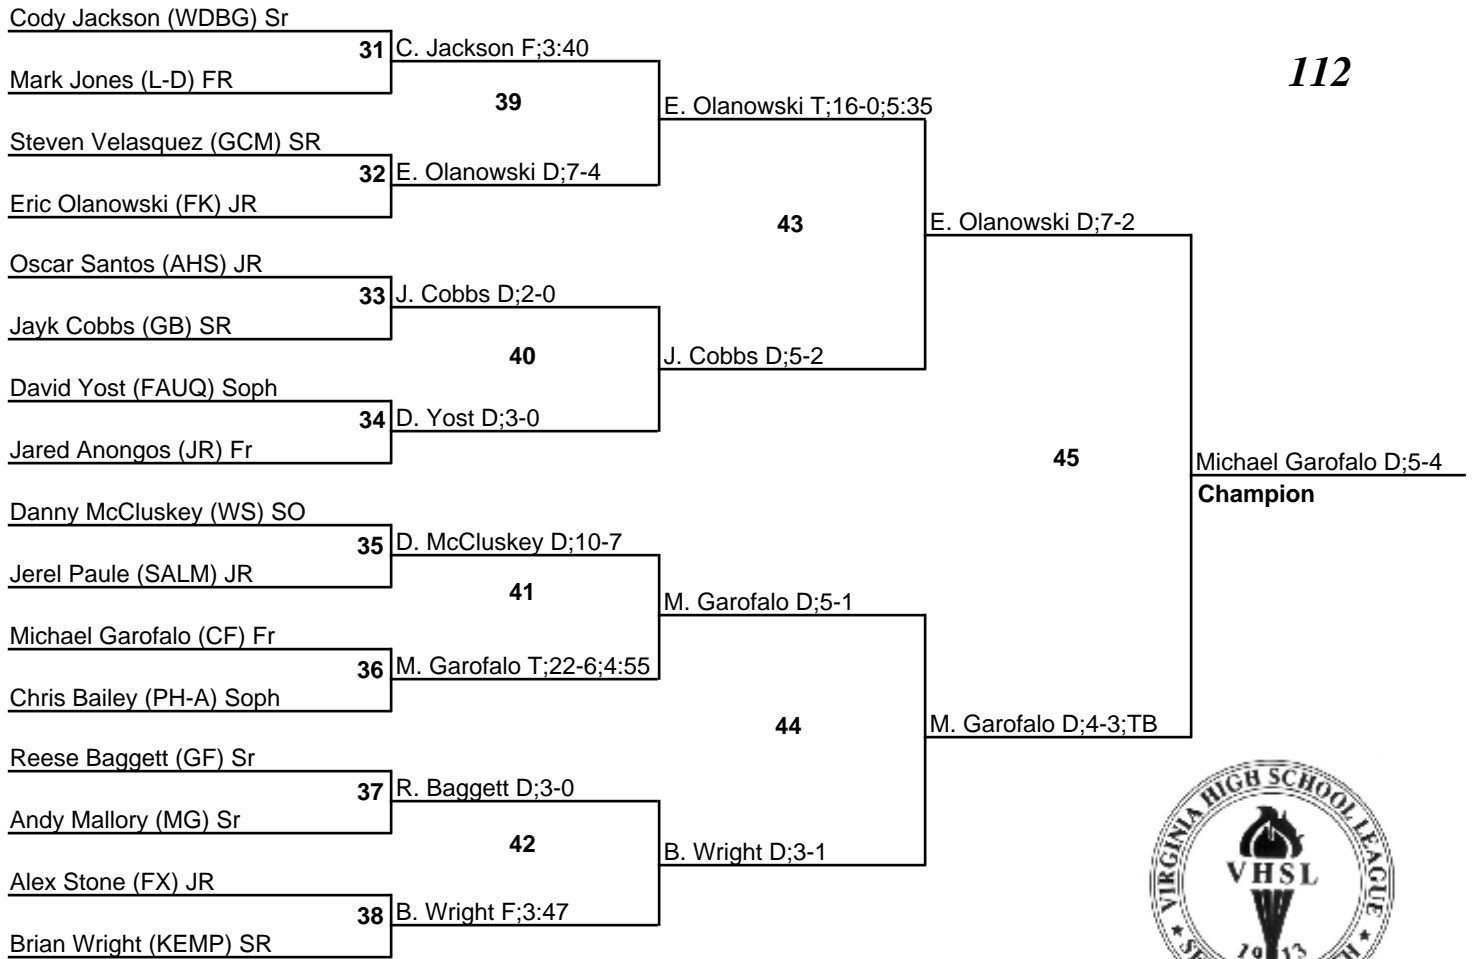 Cody Jackson (WDBG) Sr
31 C. Jackson F;3:40
112
Mark Jones (L-D) FR
39
E. Olanowski T;16-0;5:35
Steven Velasquez (GCM) SR
32 E. Olanowski D;7-4
Eric Olanowski (FK) JR
43
E. Olanowski D;7-2
Oscar Santos (AHS) JR
33 J. Cobbs D;2-0
Jayk Cobbs (GB) SR
40
J. Cobbs D;5-2
David Yost (FAUQ) Soph
34 D. Yost D;3-0
Jared Anongos (JR) Fr
45
Michael Garofalo D;5-4
Champion
Danny McCluskey (WS) SO
35 D. McCluskey D;10-7
Jerel Paule (SALM) JR
41
M. Garofalo D;5-1
Michael Garofalo (CF) Fr
36 M. Garofalo T;22-6;4:55
Chris Bailey (PH-A) Soph
44
M. Garofalo D;4-3;TB
Reese Baggett (GF) Sr
37 R. Baggett D;3-0
Andy Mallory (MG) Sr
42
B. Wright D;3-1
Alex Stone (FX) JR
38 B. Wright F;3:47
Brian Wright (KEMP) SR
VIRGINIA HIGH SCHOOL LEAGUE
VHSL
1913